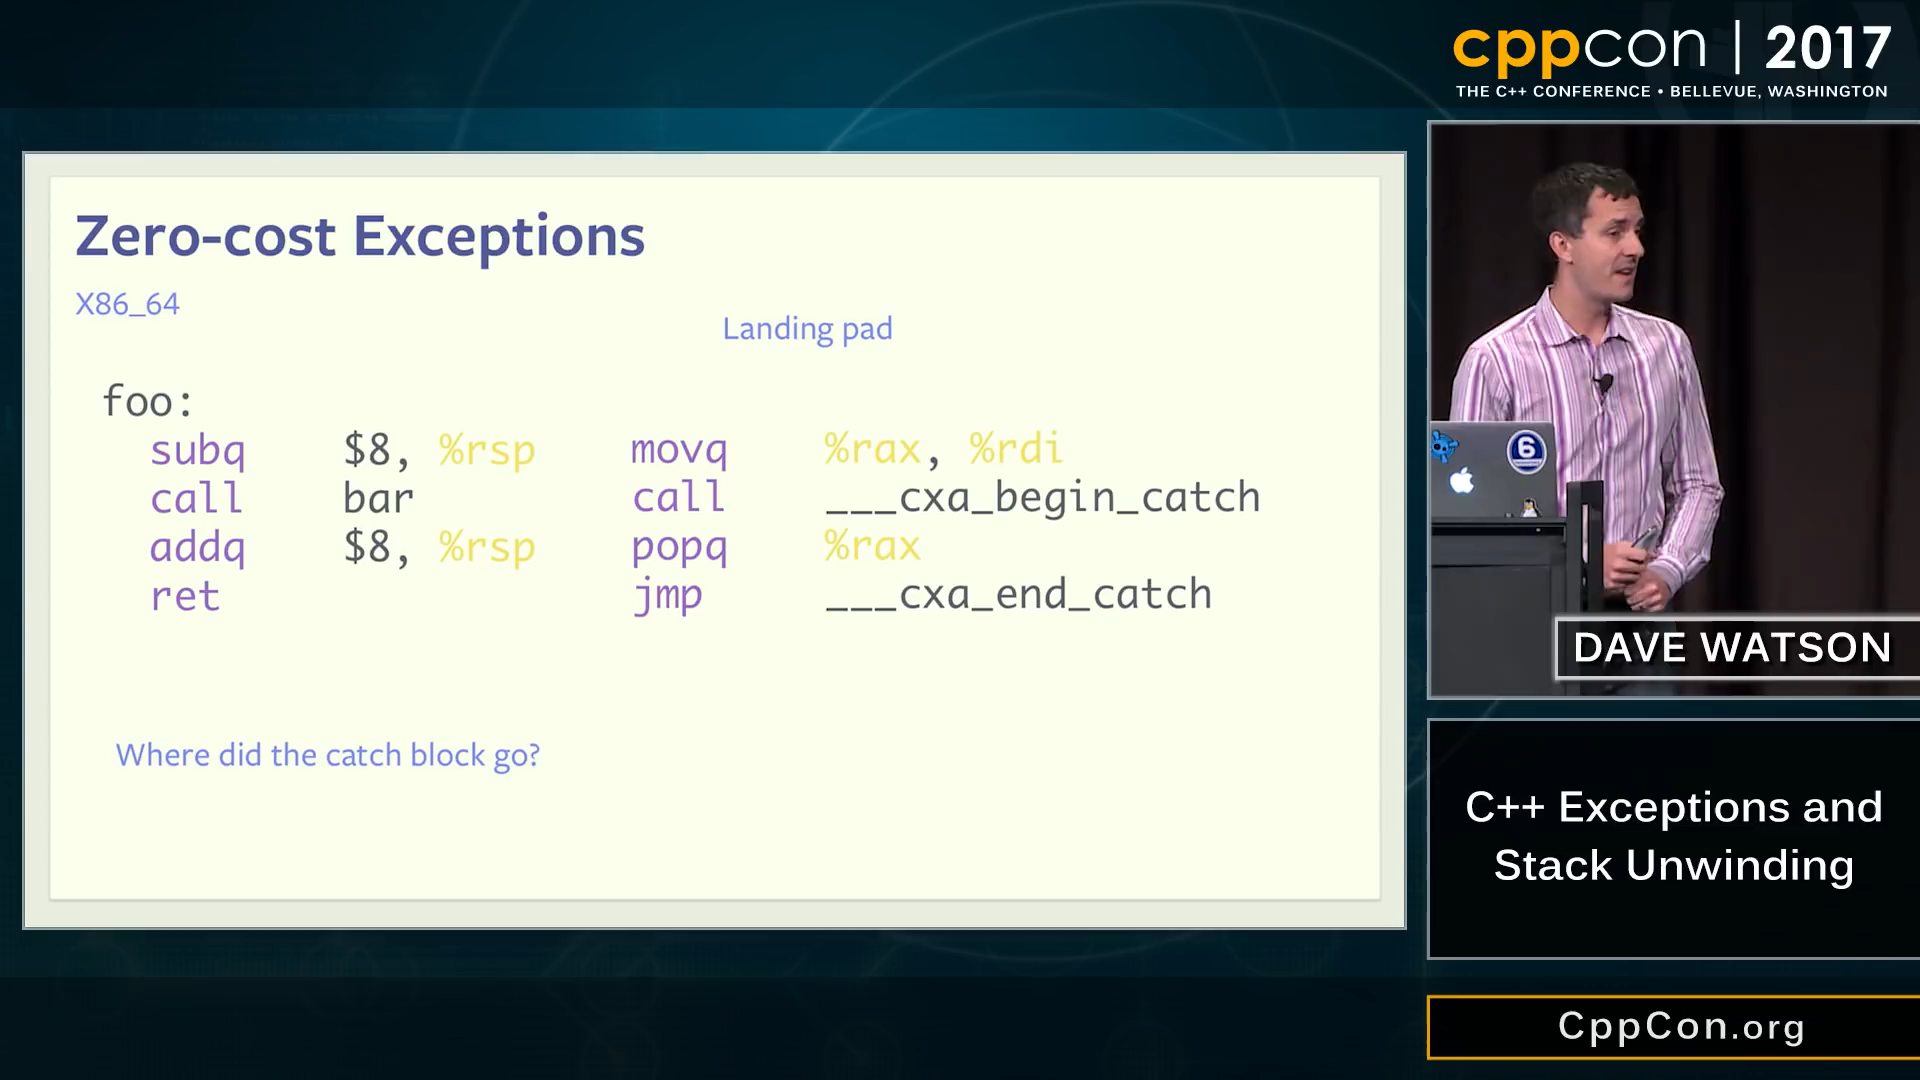 cppcon | 2017
THE C++ CONFERENCE • BELLEVUE, WASHINGTON
Zero-cost Exceptions
X86_64
Landing pad
foo:
subq $8, %rsp
call bar
addq $8, %rsp
ret
movq %rax, %rdi
call ___cxa_begin_catch
popq %rax
jmp ___cxa_end_catch
Where did the catch block go?
6
DAVE WATSON
C++ Exceptions and
Stack Unwinding
CppCon.org